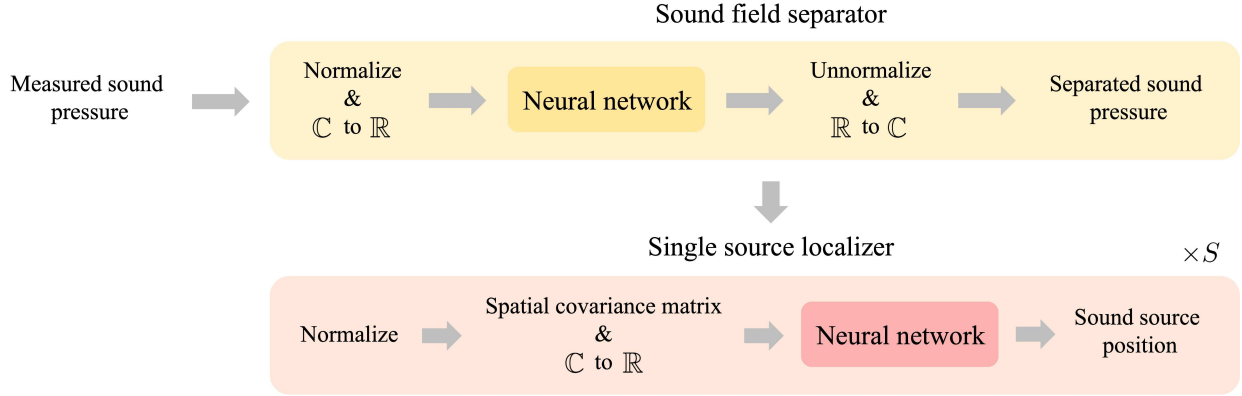 Sound field separator
Measured sound
pressure
Normalize
&
ℂ to ℝ
Neural network
Unnormalize
&
ℝ to ℂ
Separated sound
pressure
Single source localizer
×S
Normalize
Spatial covariance matrix
&
ℂ to ℝ
Neural network
Sound source
position